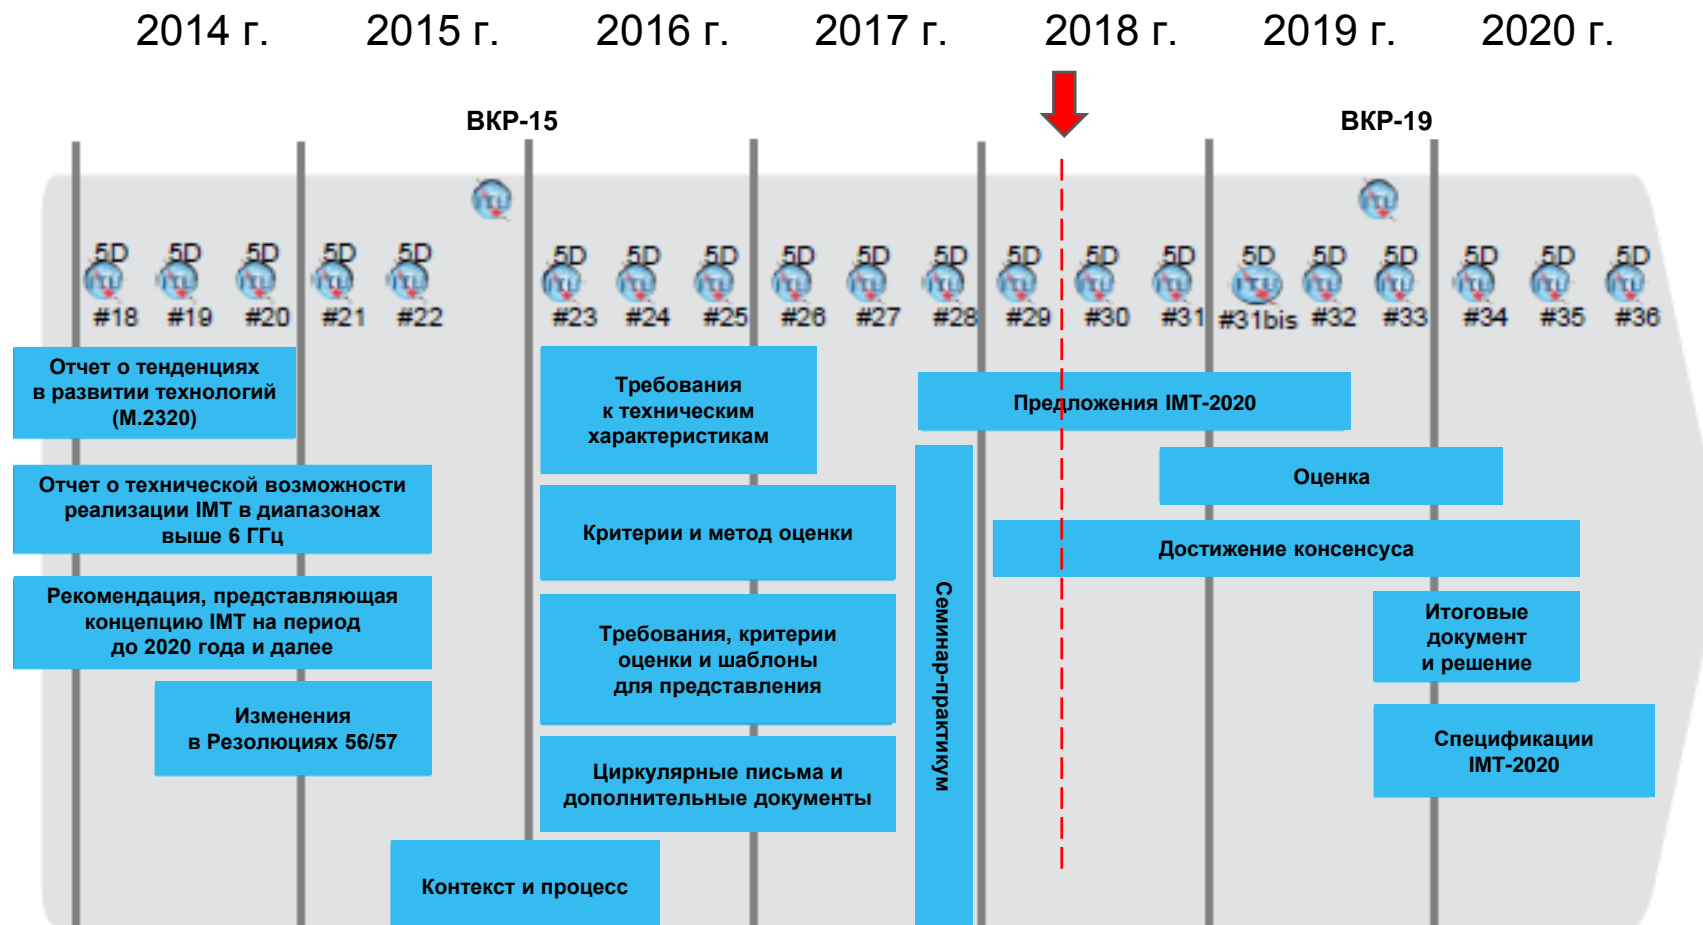 2014 г. 2015 г. 2016 г. 2017 г. 2018 г. 2019 г. 2020 г.
ВКР-15 ВКР-19
5D 5D 5D 5D 5D 5D 5D 5D 5D 5D 5D 5D 5D 5D 5D 5D 5D 5D 5D 5D
#18 #19 #20 #21 #22 #23 #24 #25 #26 #27 #28 #29 #30 #31 #31bis #32 #33 #34 #35 #36
Отчет о тенденциях
в развитии технологий
(M.2320)
Отчет о технической возможности
реализации IMT в диапазонах
выше 6 ГГц
Рекомендация, представляющая
концепцию IMT на период
до 2020 года и далее
Изменения
в Резолюциях 56/57
Контекст и процесс
Требования
к техническим
характеристикам
Критерии и метод оценки
Требования, критерии
оценки и шаблоны
для представления
Циркулярные письма и
дополнительные документы
Семинар-практикум
Предложения IMT-2020
Оценка
Достижение консенсуса
Итоговые
документ
и решение
Спецификации
IMT-2020